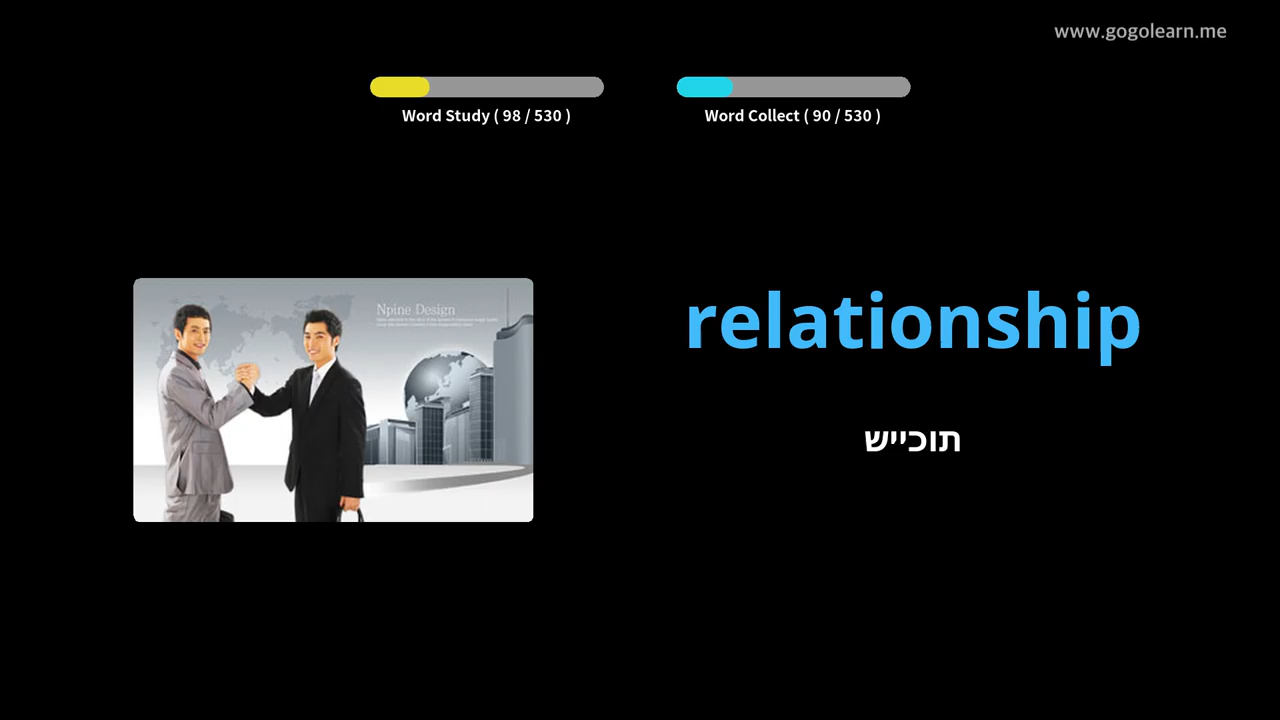 www.gogolearn.me
Word Study ( 98 / 530 )
Word Collect ( 90 / 530 )
Npine Design
relationship
תוכייש